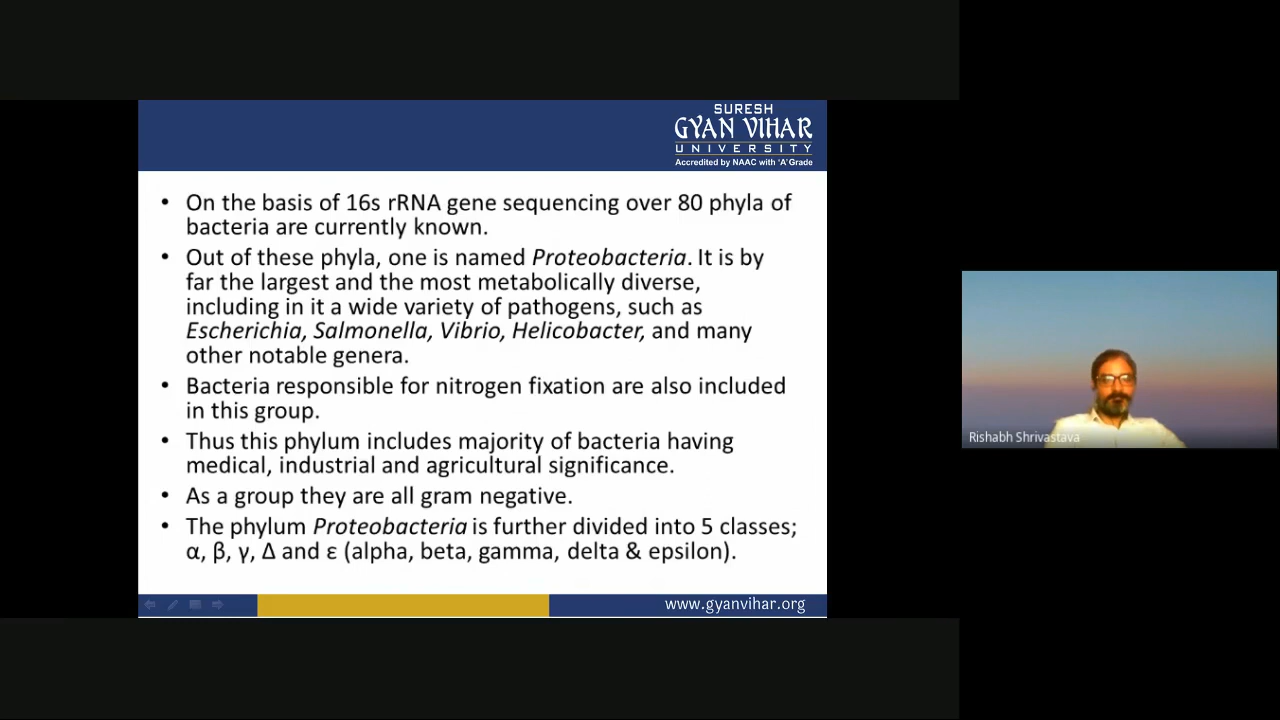 SURESH
GYAN VIHAR
UNIVERSITY
Accredited by NAAC with 'A' Grade
• On the basis of 16s rRNA gene sequencing over 80 phyla of
bacteria are currently known.
• Out of these phyla, one is named Proteobacteria. It is by
far the largest and the most metabolically diverse,
including in it a wide variety of pathogens, such as
Escherichia, Salmonella, Vibrio, Helicobacter, and many
other notable genera.
• Bacteria responsible for nitrogen fixation are also included
in this group.
• Thus this phylum includes majority of bacteria having
medical, industrial and agricultural significance.
• As a group they are all gram negative.
• The phylum Proteobacteria is further divided into 5 classes;
α, β, γ, Δ and ε (alpha, beta, gamma, delta & epsilon).
www.gyanvihar.org
Rishabh Shrivastava